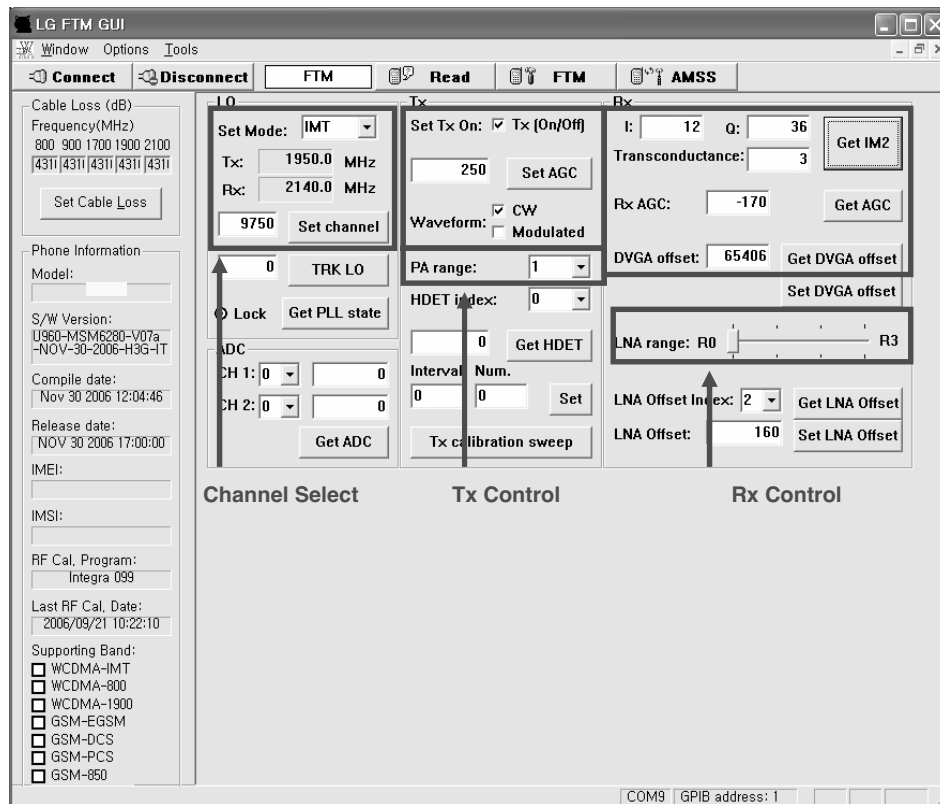 LG FTM GUI
Window Options Tools
Connect Disconnect FTM Read FTM AMSS
Cable Loss (dB)
Frequency(MHz)
800 900 1700 1900 2100
431( 431( 431( 431( 431(
Set Cable Loss
Phone Information
Model:
S/W Version:
U960-MSM6280-V07a
-NOV-30-2006-H3G-IT
Compile date:
Nov 30 2006 12:04:46
Release date:
NOV 30 2006 17:00:00
IMEI:
IMSI:
RF Cal, Program:
Integra 099
Last RF Cal, Date:
2006/09/21 10:22:10
Supporting Band:
WCDMA-IMT
WCDMA-800
WCDMA-1900
GSM-EGSM
GSM-DCS
GSM-PCS
GSM-850
LO
Set Mode: IMT
Tx: 1950.0 MHz
Rx: 2140.0 MHz
9750 Set channel
0 TRK LO
Lock Get PLL state
ADC
CH 1: 0 0
CH 2: 0 0
Get ADC
Tx
Set Tx On: Tx (On/Off)
250 Set AGC
Waveform: CW
Modulated
PA range: 1
HDET index: 0
0 Get HDET
Interval Num.
0 0 Set
Tx calibration sweep
Rx
I: 12 Q: 36
Get IM2
Transconductance: 3
Rx AGC: -170 Get AGC
DVGA offset: 65406 Get DVGA offset
Set DVGA offset
LNA range: R0 R3
LNA Offset Index: 2 Get LNA Offset
LNA Offset: 160 Set LNA Offset
Channel Select
Tx Control
Rx Control
COM9 GPIB address: 1